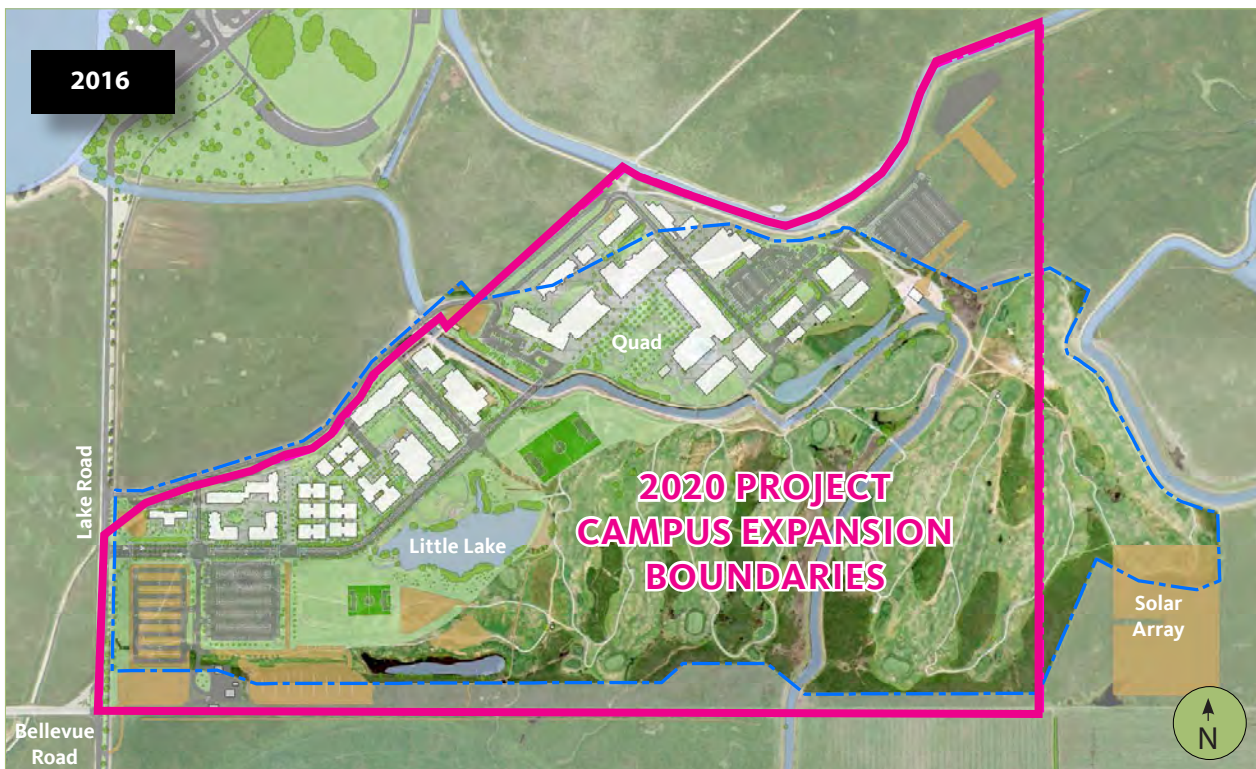 2016
Quad
Lake Road
2020 PROJECT
CAMPUS EXPANSION
BOUNDARIES
Little Lake
Solar
Array
Bellevue
Road
N